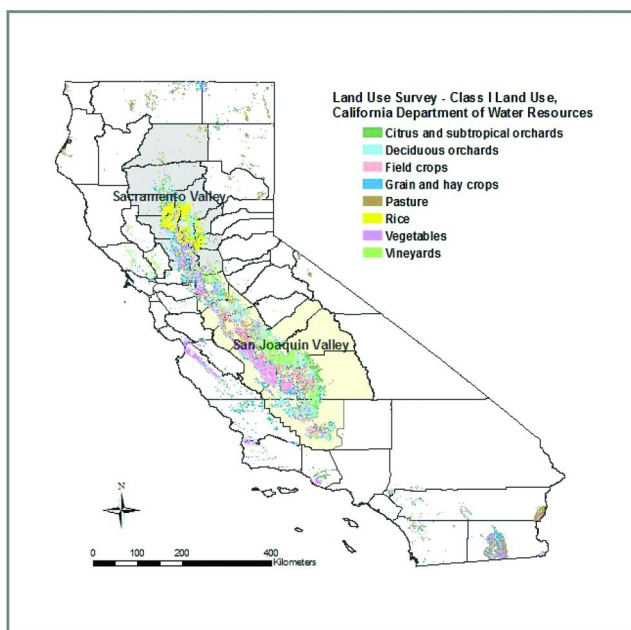 Land Use Survey - Class I Land Use,
California Department of Water Resources
Citrus and subtropical orchards
Deciduous orchards
Field crops
Grain and hay crops
Pasture
Rice
Vegetables
Vineyards
Sacramento Valley
San Joaquin Valley
N
0 100 200 400
Kilometers